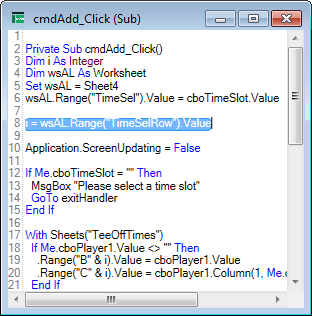 cmdAdd_Click (Sub)
1
2 Private Sub cmdAdd_Click()
3 Dim i As Integer
4 Dim wsAL As Worksheet
5 Set wsAL = Sheet4
6 wsAL.Range("TimeSel").Value = cboTimeSlot.Value
7
8 i = wsAL.Range("TimeSelRow").Value
9
10 Application.ScreenUpdating = False
11
12 If Me.cboTimeSlot = "" Then
13 MsgBox "Please select a time slot"
14 GoTo exitHandler
15 End If
16
17 With Sheets("TeeOffTimes")
18 If Me.cboPlayer1.Value <> "" Then
19 .Range("B" & i).Value = cboPlayer1.Value
20 .Range("C" & i).Value = cboPlayer1.Column(1, Me.c
21 End If